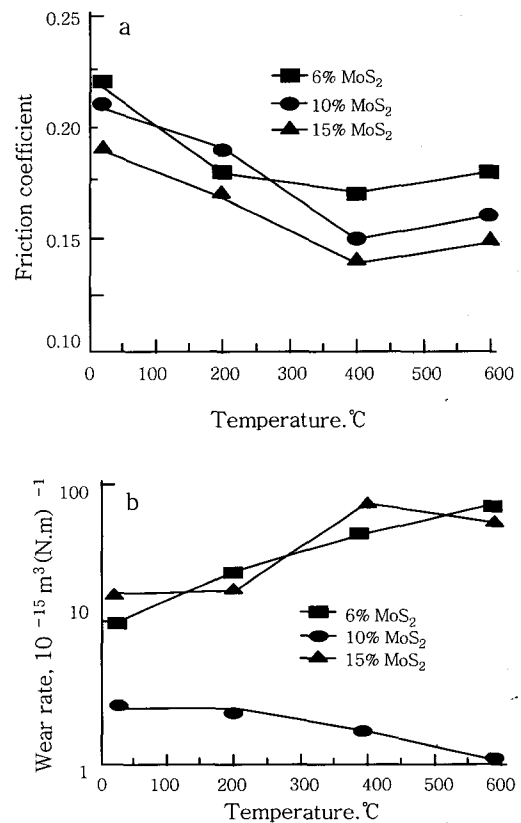 a
0.25
0.20
0.15
0.10
Friction coefficient
6% MoS₂
10% MoS₂
15% MoS₂
0 100 200 300 400 500 600
Temperature.℃
b
100
10
1
Wear rate, 10 ⁻¹⁵ m³ (N.m) ⁻¹
6% MoS₂
10% MoS₂
15% MoS₂
0 100 200 300 400 500 600
Temperature.℃